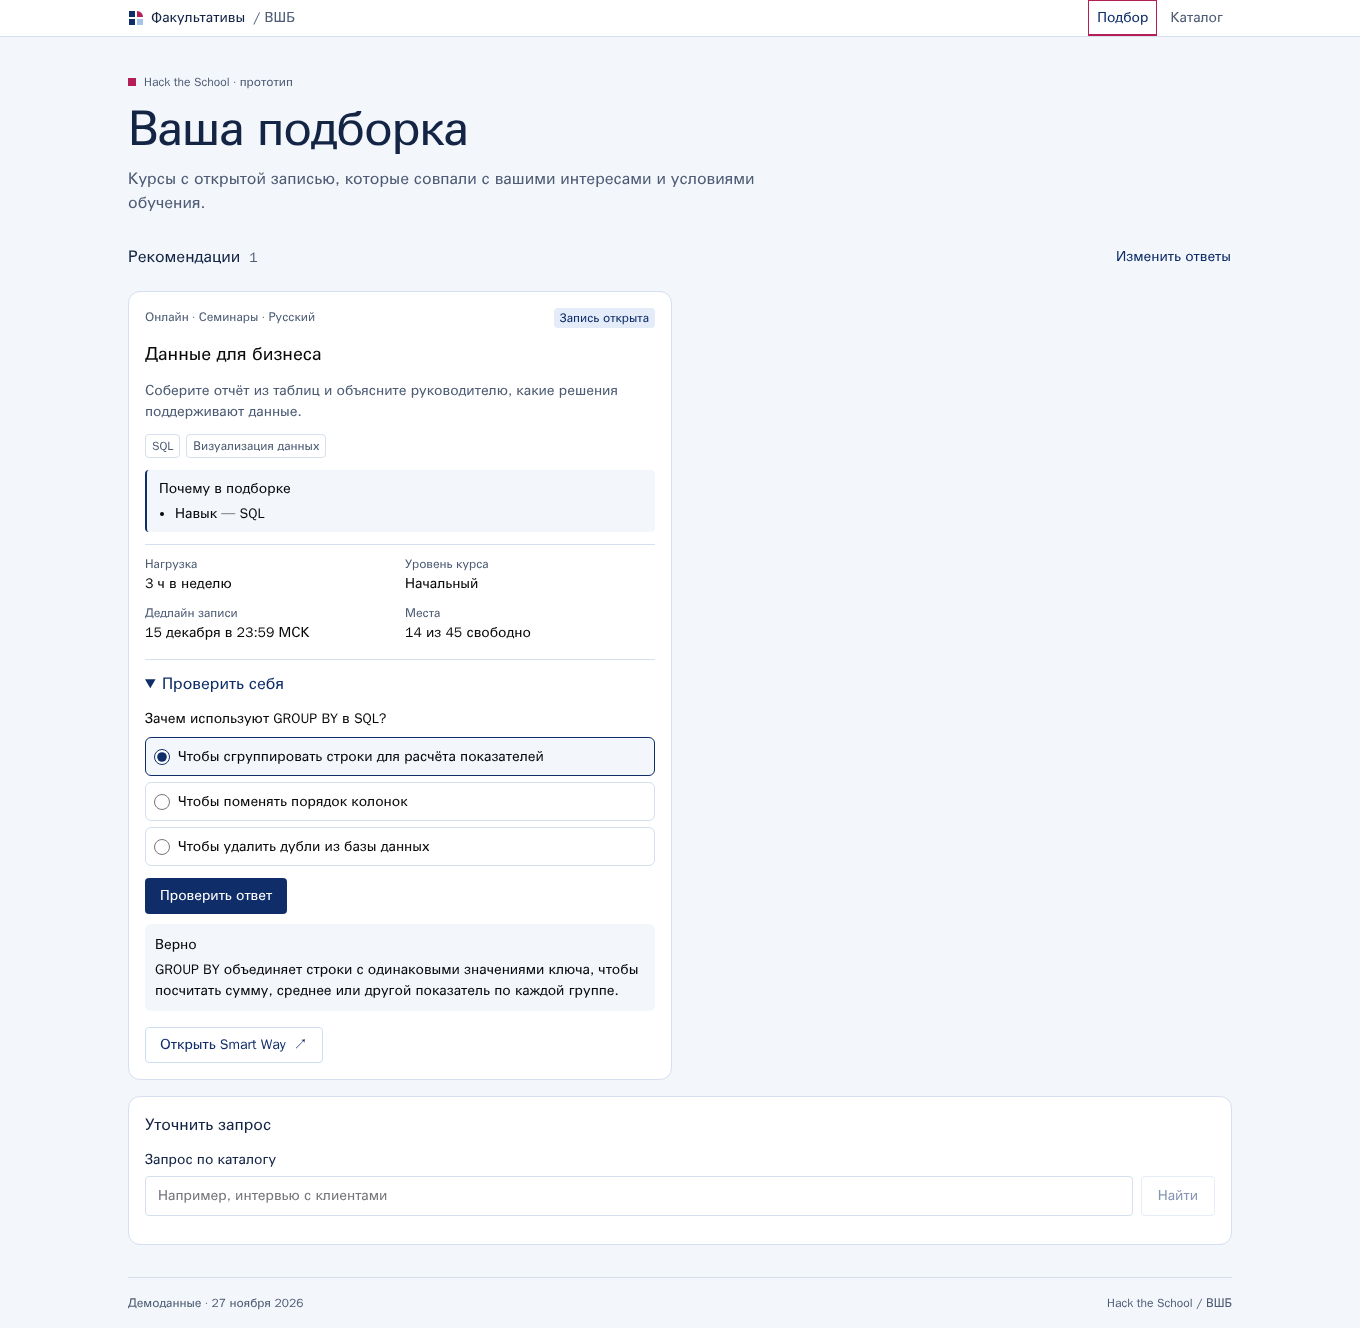 Факультативы / ВШБ
Подбор Каталог
Hack the School · прототип
Ваша подборка
Курсы с открытой записью, которые совпали с вашими интересами и условиями
обучения.
Рекомендации 1
Изменить ответы
Онлайн · Семинары · Русский
Запись открыта
Данные для бизнеса
Соберите отчёт из таблиц и объясните руководителю, какие решения
поддерживают данные.
SQL Визуализация данных
Почему в подборке
• Навык — SQL
Нагрузка
3 ч в неделю
Уровень курса
Начальный
Дедлайн записи
15 декабря в 23:59 МСК
Места
14 из 45 свободно
▼ Проверить себя
Зачем используют GROUP BY в SQL?
Чтобы сгруппировать строки для расчёта показателей
Чтобы поменять порядок колонок
Чтобы удалить дубли из базы данных
Проверить ответ
Верно
GROUP BY объединяет строки с одинаковыми значениями ключа, чтобы
посчитать сумму, среднее или другой показатель по каждой группе.
Открыть Smart Way ↗
Уточнить запрос
Запрос по каталогу
Например, интервью с клиентами
Найти
Демоданные · 27 ноября 2026
Hack the School / ВШБ